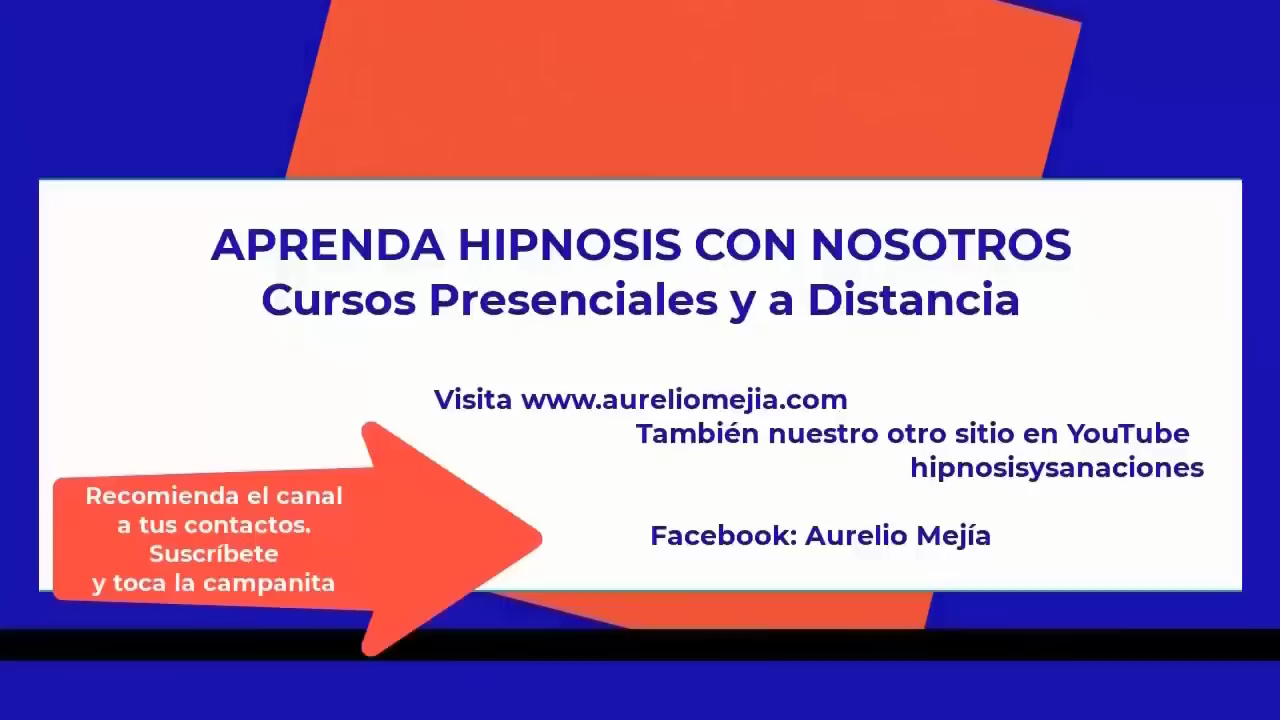 APRENDA HIPNOSIS CON NOSOTROS
Cursos Presenciales y a Distancia
Visita www.aureliomejia.com
También nuestro otro sitio en YouTube
hipnosisysanaciones
Facebook: Aurelio Mejía
Recomienda el canal
a tus contactos.
Suscríbete
y toca la campanita